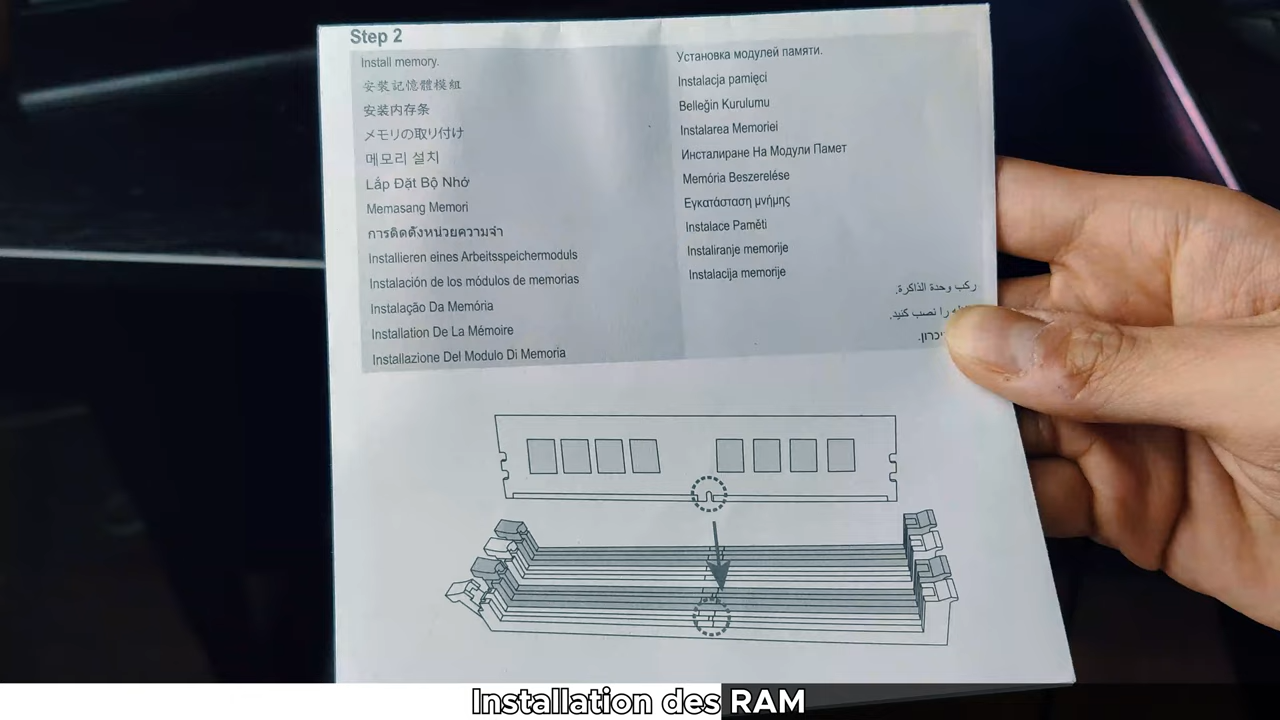 Step 2
Install memory.
安裝記憶體模組
安装内存条
メモリの取り付け
메모리 설치
Lắp Đặt Bộ Nhớ
Memasang Memori
การติดตั้งหน่วยความจำ
Installieren eines Arbeitsspeichermoduls
Instalación de los módulos de memorias
Instalação Da Memória
Installation De La Mémoire
Installazione Del Modulo Di Memoria
Установка модулей памяти.
Instalacja pamięci
Belleğin Kurulumu
Instalarea Memoriei
Инсталиране На Модули Памет
Memória Beszerelése
Εγκατάσταση μνήμης
Instalace Paměti
Instaliranje memorije
Instalacija memorije
ركب وحدة الذاكرة.
را نصب كنيد.
Installation des RAM